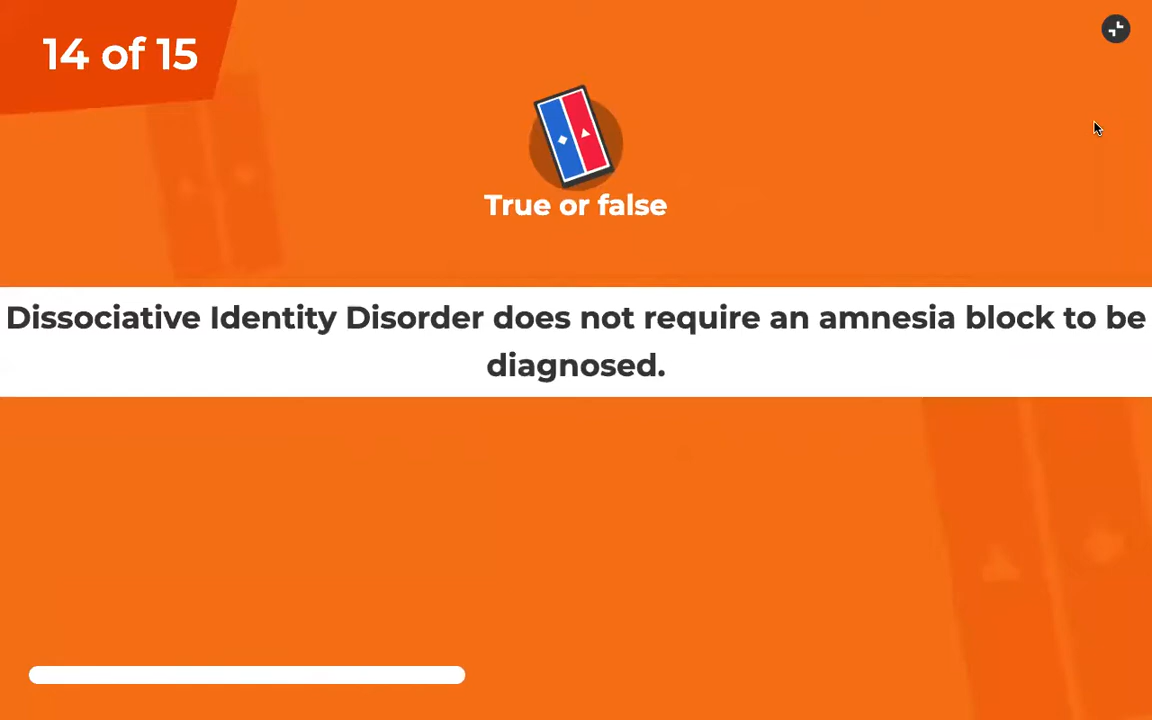 14 of 15
True or false
Dissociative Identity Disorder does not require an amnesia block to be
diagnosed.